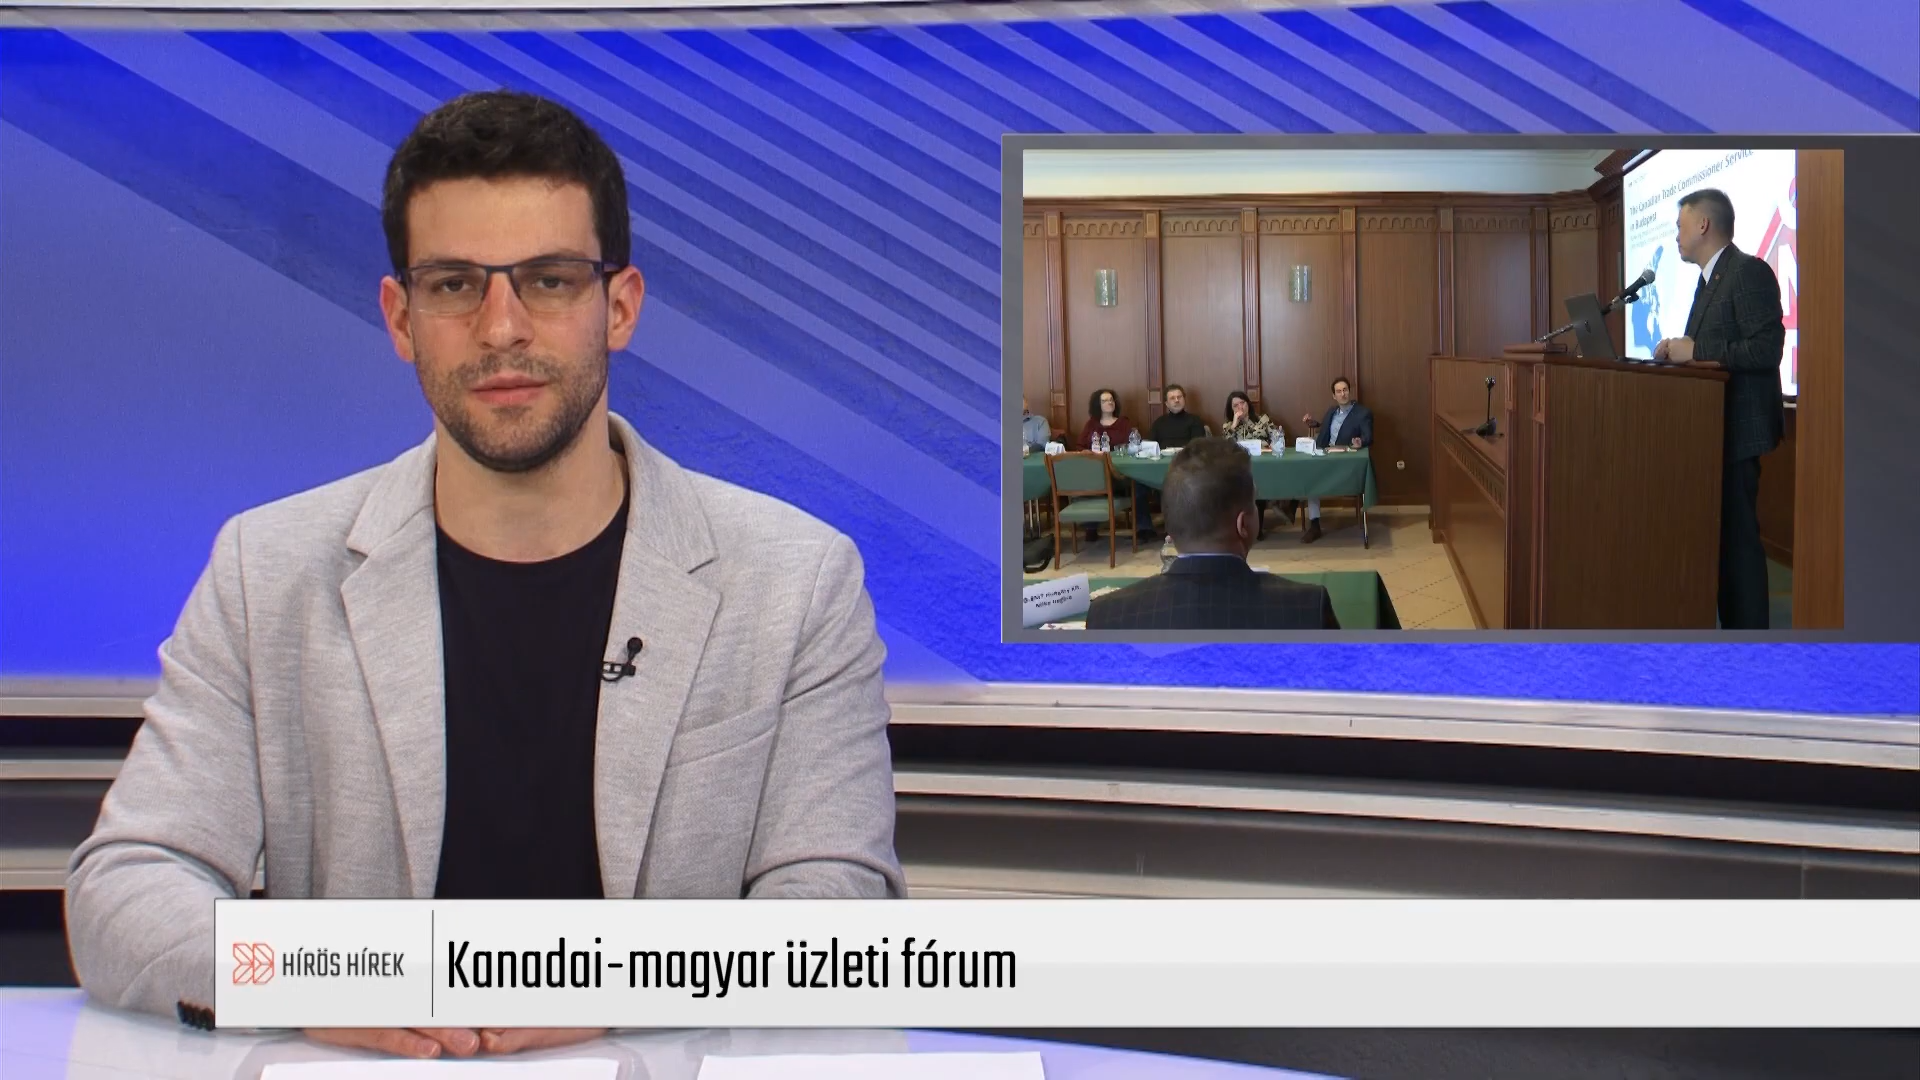 The Canadian Trade Commissioner Service
in Budapest
HÍRÖS HÍREK
Kanadai-magyar üzleti fórum